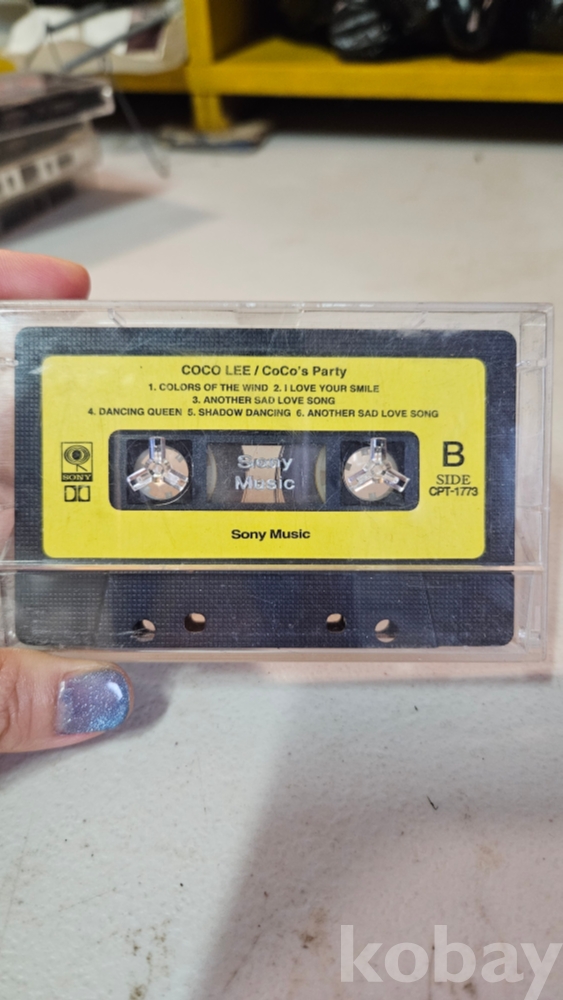 COCO LEE / CoCo's Party
1. COLORS OF THE WIND 2. I LOVE YOUR SMILE
3. ANOTHER SAD LOVE SONG
4. DANCING QUEEN 5. SHADOW DANCING 6. ANOTHER SAD LOVE SONG
SONY
Sony
Music
B
SIDE
CPT-1773
Sony Music
kobay